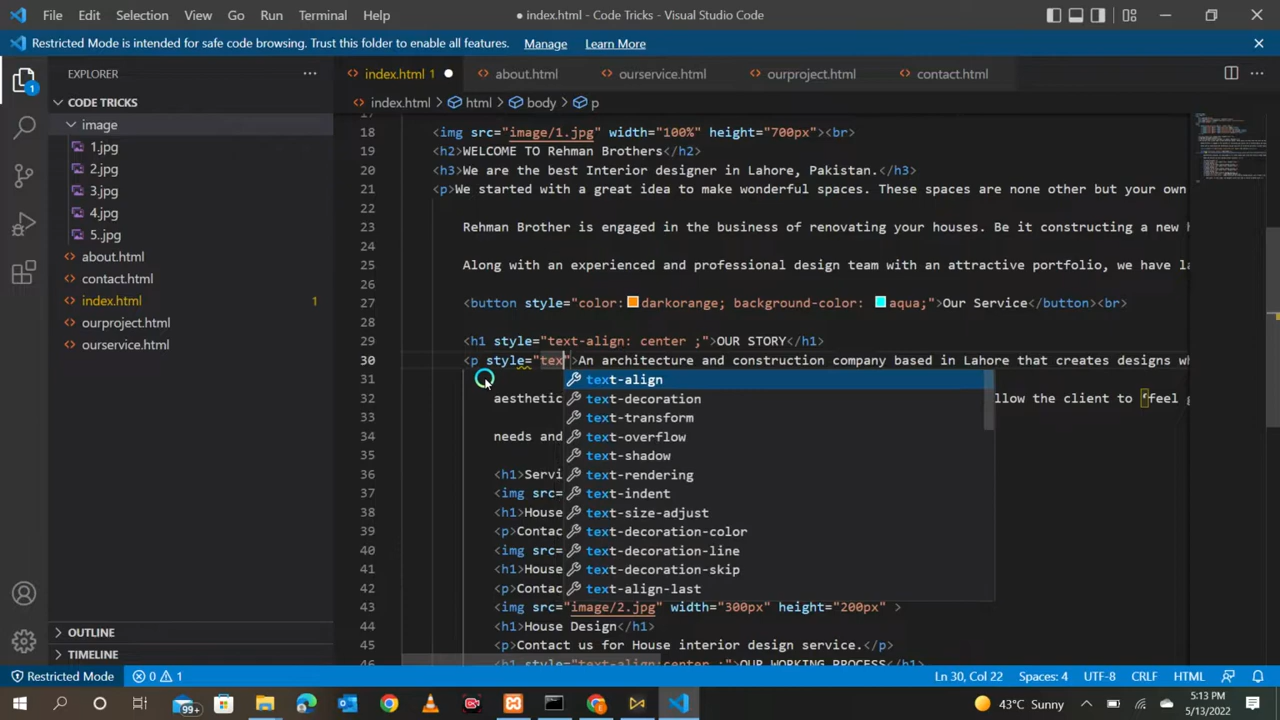 File Edit Selection View Go Run Terminal Help
● index.html - Code Tricks - Visual Studio Code
Restricted Mode is intended for safe code browsing. Trust this folder to enable all features. Manage Learn More
EXPLORER
index.html 1 about.html ourservice.html ourproject.html contact.html
CODE TRICKS
index.html > html > body > p
image
1.jpg
2.jpg
3.jpg
4.jpg
5.jpg
about.html
contact.html
index.html 1
ourproject.html
ourservice.html
OUTLINE
TIMELINE
17
18 <img src="image/1.jpg" width="100%" height="700px"><br>
19 <h2>WELCOME TO Rehman Brothers</h2>
20 <h3>We are the best Interior designer in Lahore, Pakistan.</h3>
21 <p>We started with a great idea to make wonderful spaces. These spaces are none other but your own
22
23 Rehman Brother is engaged in the business of renovating your houses. Be it constructing a new h
24
25 Along with an experienced and professional design team with an attractive portfolio, we have la
26
27 <button style="color: darkorange; background-color: aqua;">Our Service</button><br>
28
29 <h1 style="text-align: center ;">OUR STORY</h1>
30 <p style="tex">An architecture and construction company based in Lahore that creates designs wh
31
32 aesthetic llow the client to "feel g
33
34 needs and
35
36 <h1>Servi
37 <img src=
38 <h1>House
39 <p>Contac
40 <img src=
41 <h1>House
42 <p>Contac
43 <img src="image/2.jpg" width="300px" height="200px" >
44 <h1>House Design</h1>
45 <p>Contact us for House interior design service.</p>
46 <h1 style="text-align:center ;">OUR WORKING PROCESS</h1>
text-align
text-decoration
text-transform
text-overflow
text-shadow
text-rendering
text-indent
text-size-adjust
text-decoration-color
text-decoration-line
text-decoration-skip
text-align-last
Restricted Mode 0 1 Ln 30, Col 22 Spaces: 4 UTF-8 CRLF HTML
99+
43°C Sunny
5:13 PM
5/13/2022